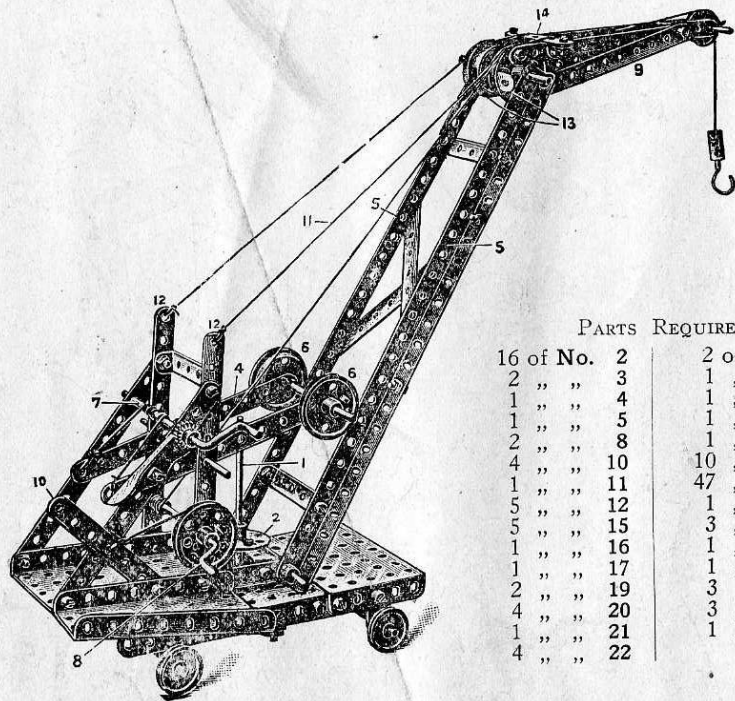 14
9
13
5
11
5
12
12
6
4
6
7
1
10
2
8
PARTS REQUIRE
16 of No. 2 2 o
2 „ „ 3 1 „
1 „ „ 4 1 „
1 „ „ 5 1 „
2 „ „ 8 1 „
4 „ „ 10 10 „
1 „ „ 11 47 „
5 „ „ 12 1 „
5 „ „ 15 3 „
1 „ „ 16 1 „
1 „ „ 17 1
2 „ „ 19 3
4 „ „ 20 3
1 „ „ 21 1
4 „ „ 22